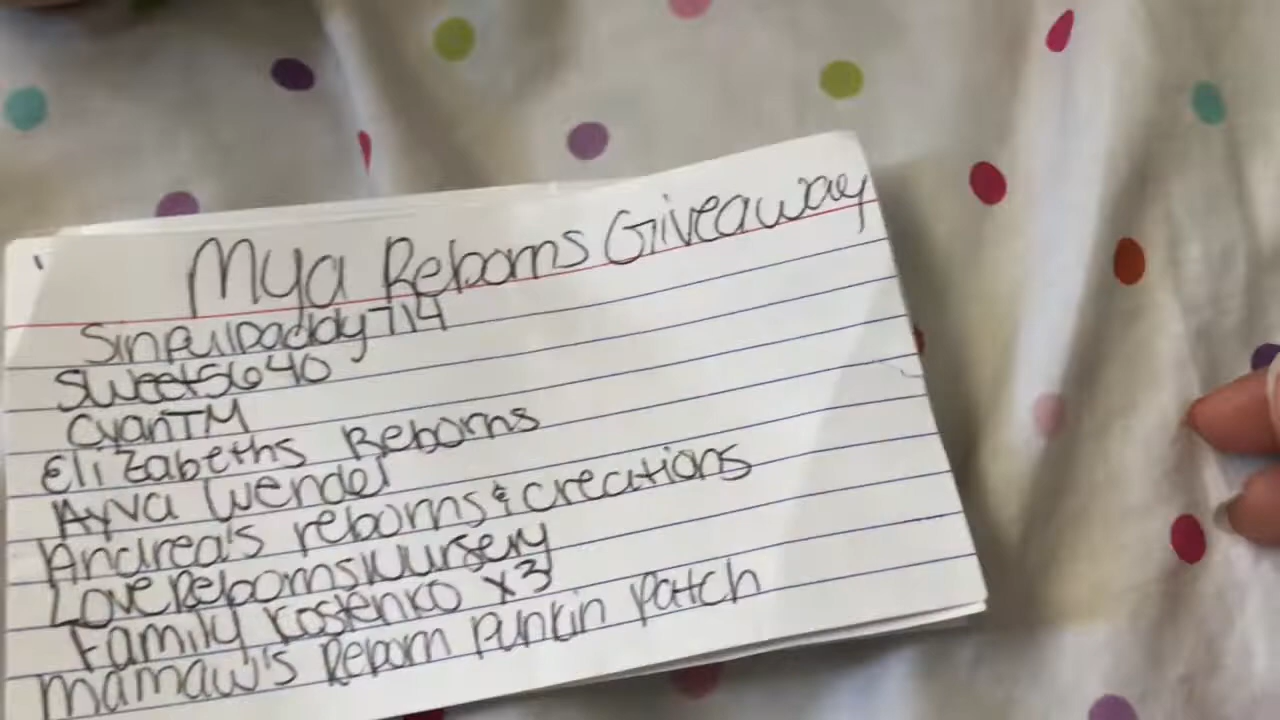 Mya Reborns Giveaway
SinfulDaddy714
Sweet5640
CyanTM
Elizabeths Reborns
Ayva Wendel
Andrea's reborns & creations
LoveRebornsNursery
Family Kostenko x3
Mamaw's Reborn Punkin Patch